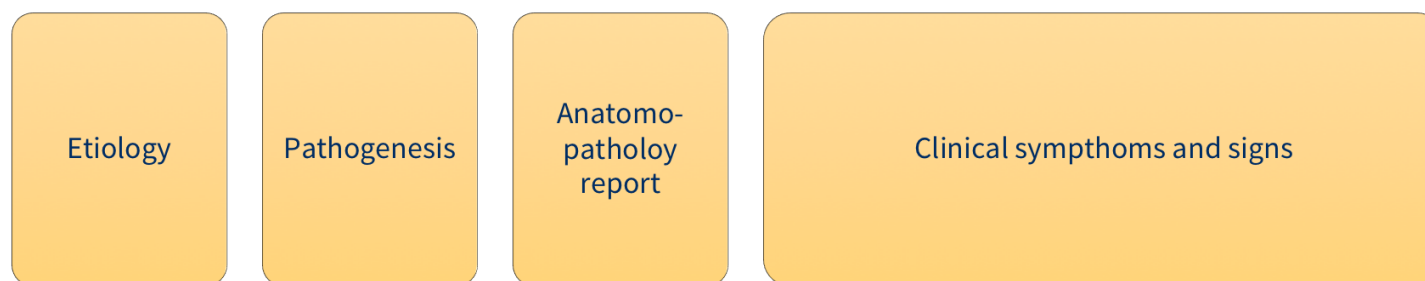 Etiology
Pathogenesis
Anatomo-
patholoy
report
Clinical sympthoms and signs